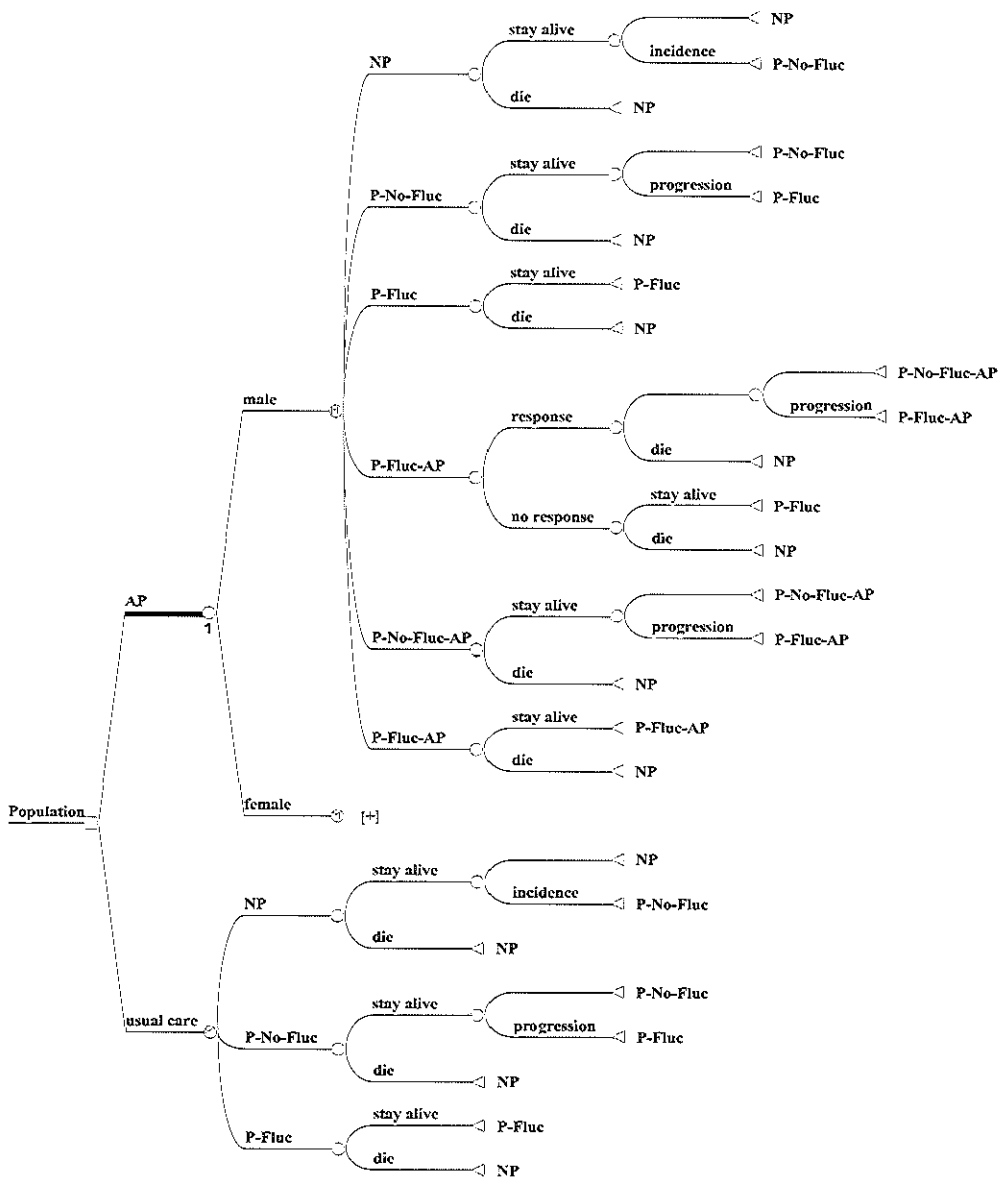 NP
stay alive
incidence
NP
P-No-Fluc
die
NP
P-No-Fluc
stay alive
P-No-Fluc
progression
P-Fluc
die
NP
P-Fluc
stay alive
P-Fluc
die
NP
male
P-Fluc-AP
response
P-No-Fluc-AP
progression
P-Fluc-AP
die
NP
no response
stay alive
P-Fluc
die
NP
AP
1
P-No-Fluc-AP
stay alive
P-No-Fluc-AP
progression
P-Fluc-AP
die
NP
P-Fluc-AP
stay alive
P-Fluc-AP
die
NP
female
[+]
Population
NP
stay alive
NP
incidence
P-No-Fluc
die
NP
usual care
P-No-Fluc
stay alive
P-No-Fluc
progression
P-Fluc
die
NP
P-Fluc
stay alive
P-Fluc
die
NP